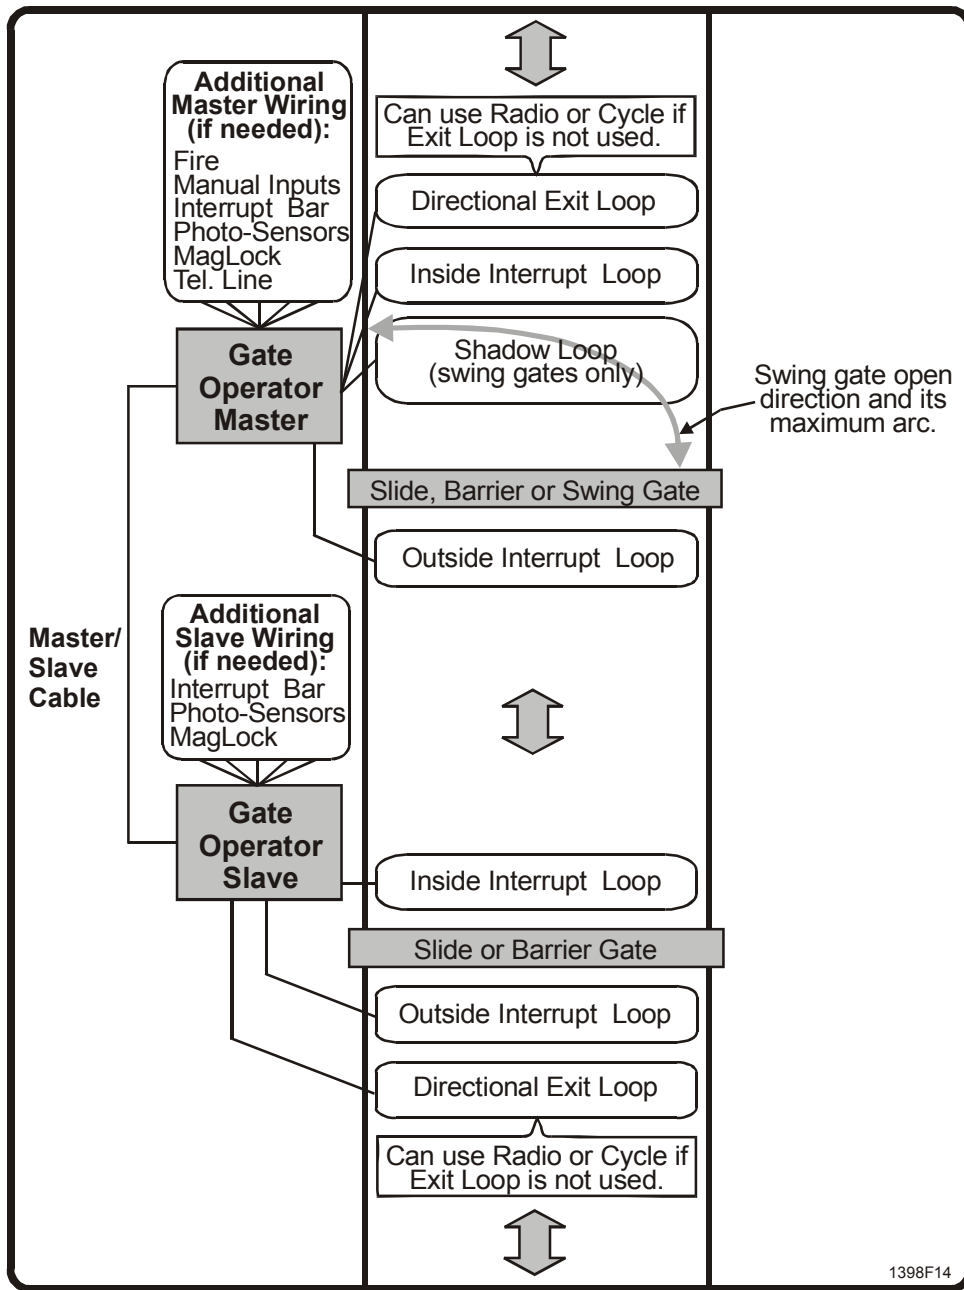 Additional
Master Wiring
(if needed):
Fire
Manual Inputs
Interrupt Bar
Photo-Sensors
MagLock
Tel. Line
Can use Radio or Cycle if
Exit Loop is not used.
Directional Exit Loop
Inside Interrupt Loop
Shadow Loop
(swing gates only)
Gate
Operator
Master
Swing gate open
direction and its
maximum arc.
Slide, Barrier or Swing Gate
Outside Interrupt Loop
Master/
Slave
Cable
Additional
Slave Wiring
(if needed):
Interrupt Bar
Photo-Sensors
MagLock
Gate
Operator
Slave
Inside Interrupt Loop
Slide or Barrier Gate
Outside Interrupt Loop
Directional Exit Loop
Can use Radio or Cycle if
Exit Loop is not used.
1398F14